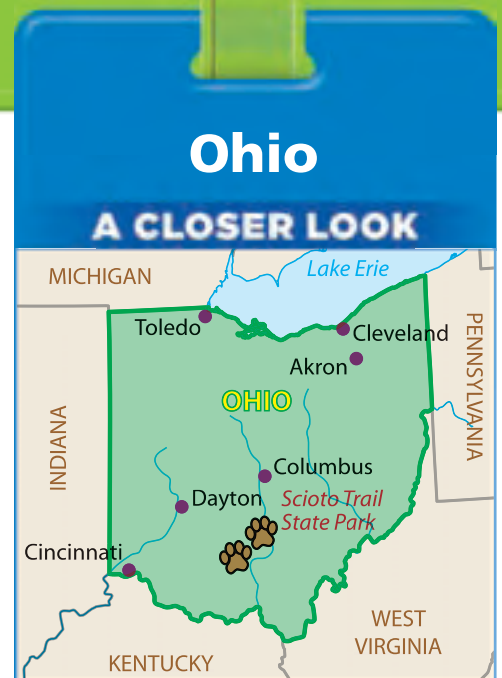 Ohio
A CLOSER LOOK
Lake Erie
MICHIGAN
Toledo
Cleveland
Akron
PENNSYLVANIA
OHIO
INDIANA
Columbus
Dayton
Scioto Trail
State Park
Cincinnati
WEST
VIRGINIA
KENTUCKY